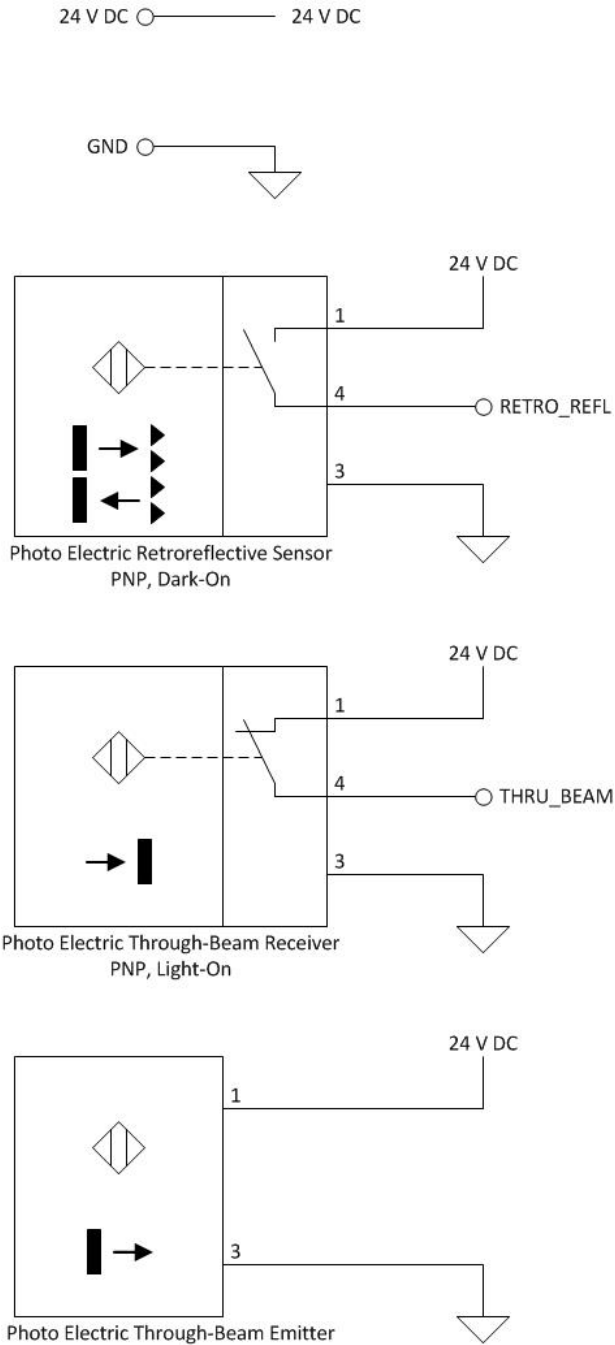 24 V DC 24 V DC
GND
24 V DC
1
4
RETRO_REFL
3
Photo Electric Retroreflective Sensor
PNP, Dark-On
24 V DC
1
4
THRU_BEAM
3
Photo Electric Through-Beam Receiver
PNP, Light-On
24 V DC
1
3
Photo Electric Through-Beam Emitter